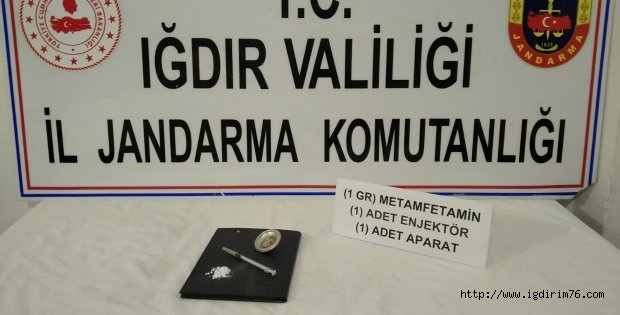 T.C.
IĞDIR VALİLİĞİ
İL JANDARMA KOMUTANLIĞI
JANDARMA
1839
(1 GR) METAMFETAMİN
(1) ADET ENJEKTÖR
(1) ADET APARAT
http://www.igdirim76.com